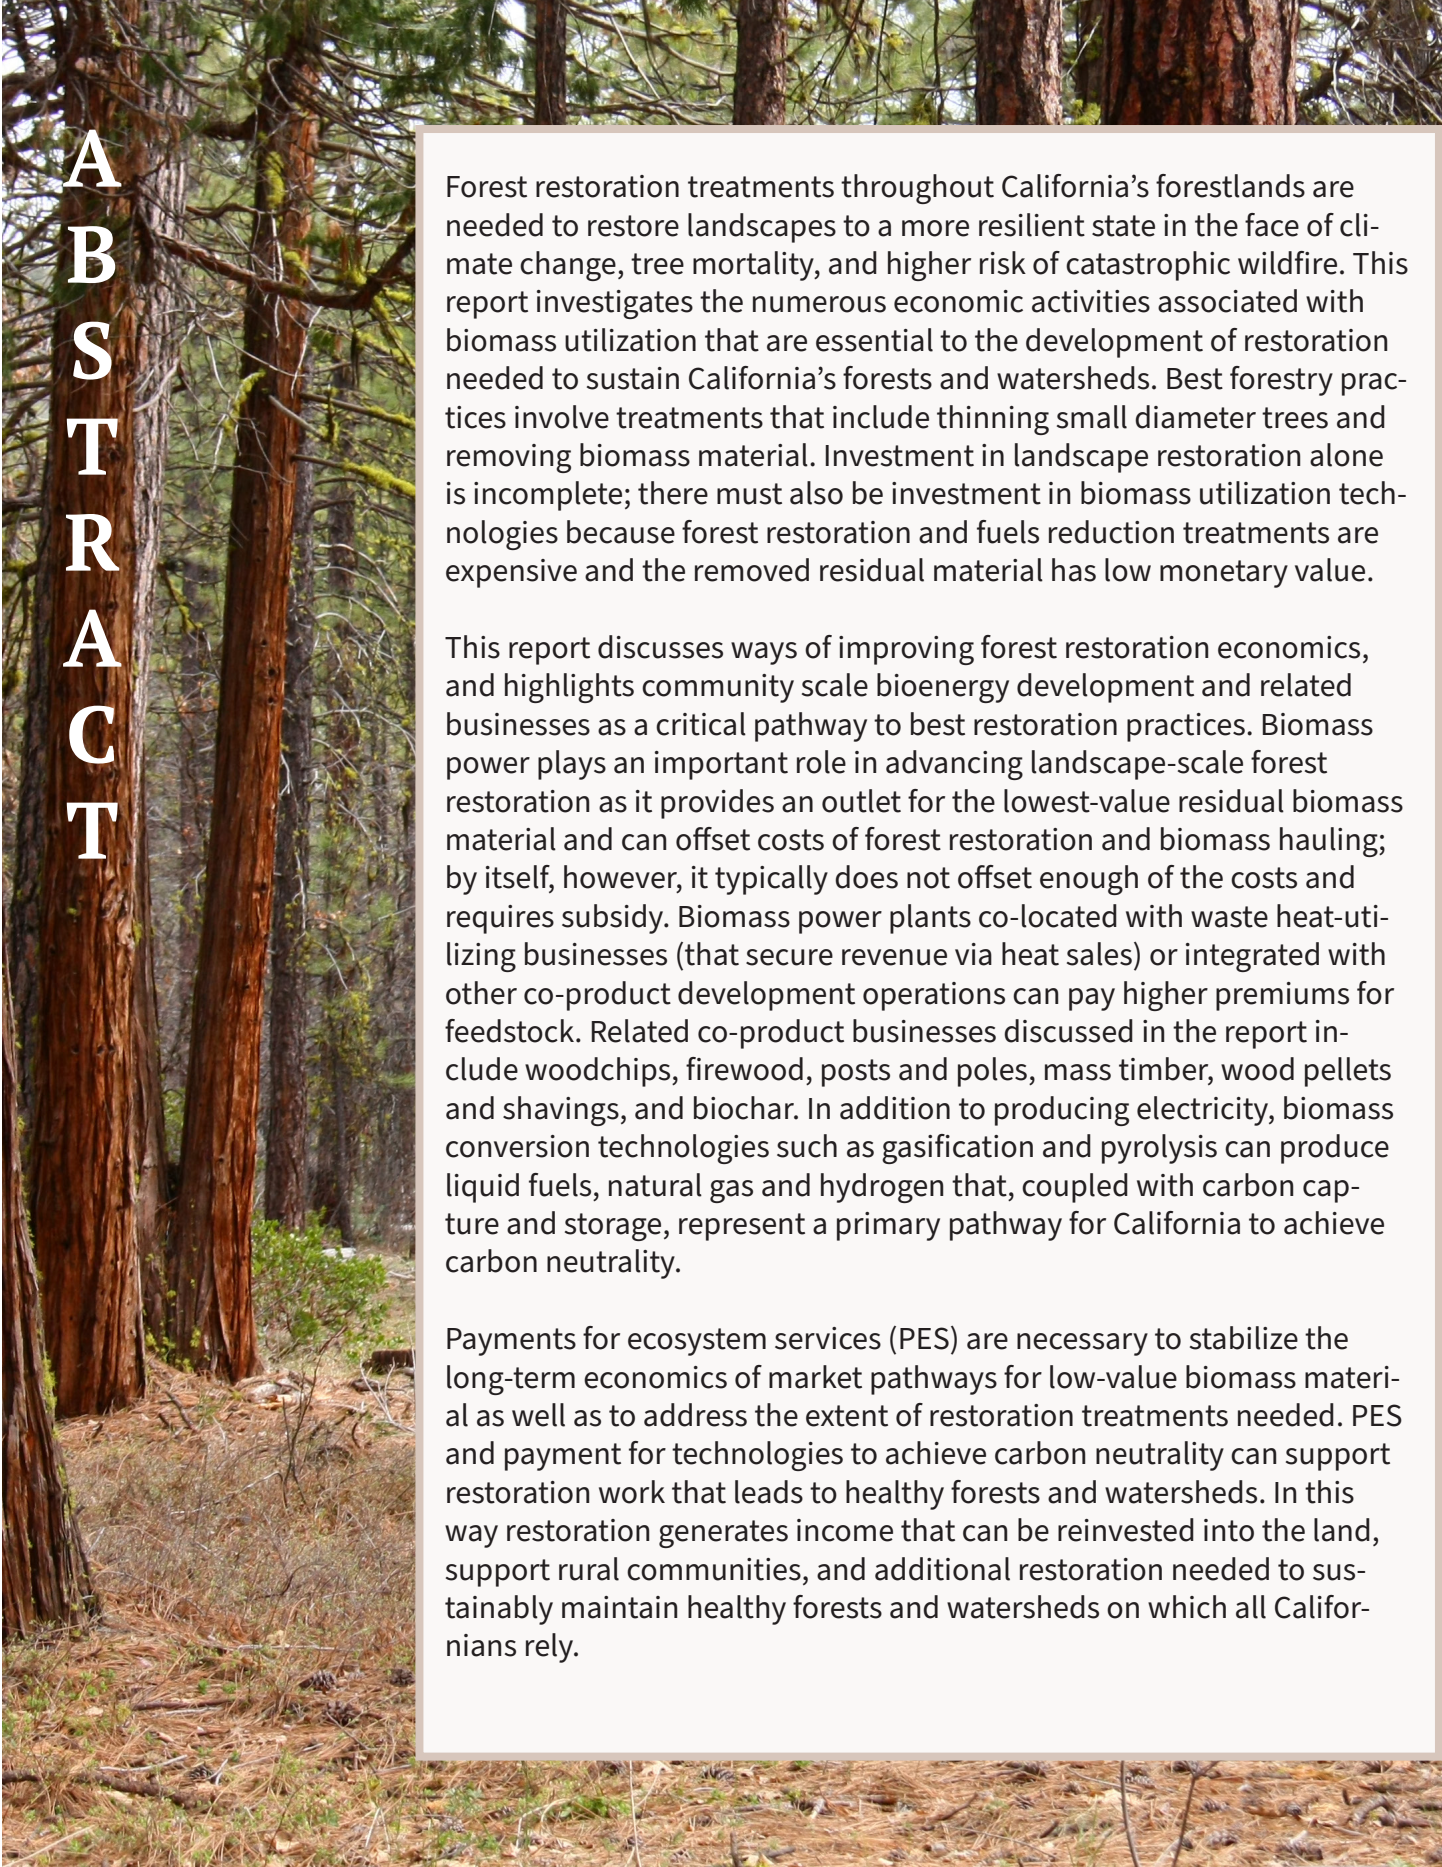 A
B
S
T
R
A
C
T
Forest restoration treatments throughout California’s forestlands are
needed to restore landscapes to a more resilient state in the face of cli-
mate change, tree mortality, and higher risk of catastrophic wildfire. This
report investigates the numerous economic activities associated with
biomass utilization that are essential to the development of restoration
needed to sustain California’s forests and watersheds. Best forestry prac-
tices involve treatments that include thinning small diameter trees and
removing biomass material. Investment in landscape restoration alone
is incomplete; there must also be investment in biomass utilization tech-
nologies because forest restoration and fuels reduction treatments are
expensive and the removed residual material has low monetary value.
This report discusses ways of improving forest restoration economics,
and highlights community scale bioenergy development and related
businesses as a critical pathway to best restoration practices. Biomass
power plays an important role in advancing landscape-scale forest
restoration as it provides an outlet for the lowest-value residual biomass
material and can offset costs of forest restoration and biomass hauling;
by itself, however, it typically does not offset enough of the costs and
requires subsidy. Biomass power plants co-located with waste heat-uti-
lizing businesses (that secure revenue via heat sales) or integrated with
other co-product development operations can pay higher premiums for
feedstock. Related co-product businesses discussed in the report in-
clude woodchips, firewood, posts and poles, mass timber, wood pellets
and shavings, and biochar. In addition to producing electricity, biomass
conversion technologies such as gasification and pyrolysis can produce
liquid fuels, natural gas and hydrogen that, coupled with carbon cap-
ture and storage, represent a primary pathway for California to achieve
carbon neutrality.
Payments for ecosystem services (PES) are necessary to stabilize the
long-term economics of market pathways for low-value biomass materi-
al as well as to address the extent of restoration treatments needed. PES
and payment for technologies to achieve carbon neutrality can support
restoration work that leads to healthy forests and watersheds. In this
way restoration generates income that can be reinvested into the land,
support rural communities, and additional restoration needed to sus-
tainably maintain healthy forests and watersheds on which all Califor-
nians rely.